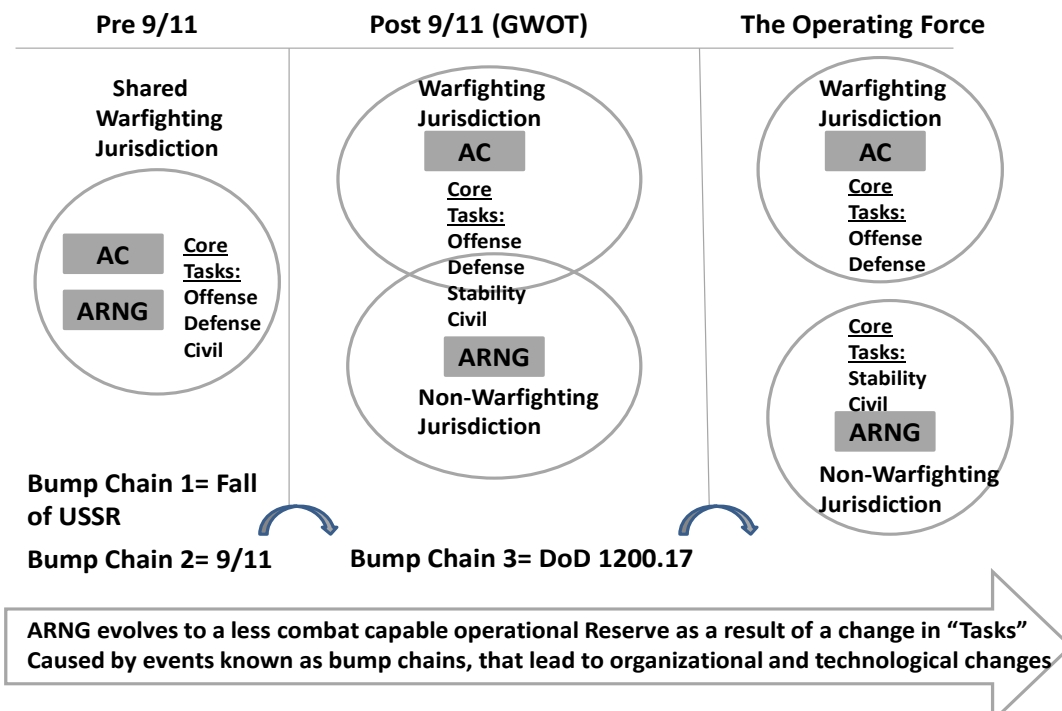 Pre 9/11
Post 9/11 (GWOT)
The Operating Force
Shared
Warfighting
Jurisdiction
AC
ARNG
Core
Tasks:
Offense
Defense
Civil
Warfighting
Jurisdiction
AC
Core
Tasks:
Offense
Defense
Stability
Civil
ARNG
Non-Warfighting
Jurisdiction
Warfighting
Jurisdiction
AC
Core
Tasks:
Offense
Defense
Core
Tasks:
Stability
Civil
ARNG
Non-Warfighting
Jurisdiction
Bump Chain 1= Fall
of USSR
Bump Chain 2= 9/11
Bump Chain 3= DoD 1200.17
ARNG evolves to a less combat capable operational Reserve as a result of a change in “Tasks”
Caused by events known as bump chains, that lead to organizational and technological changes